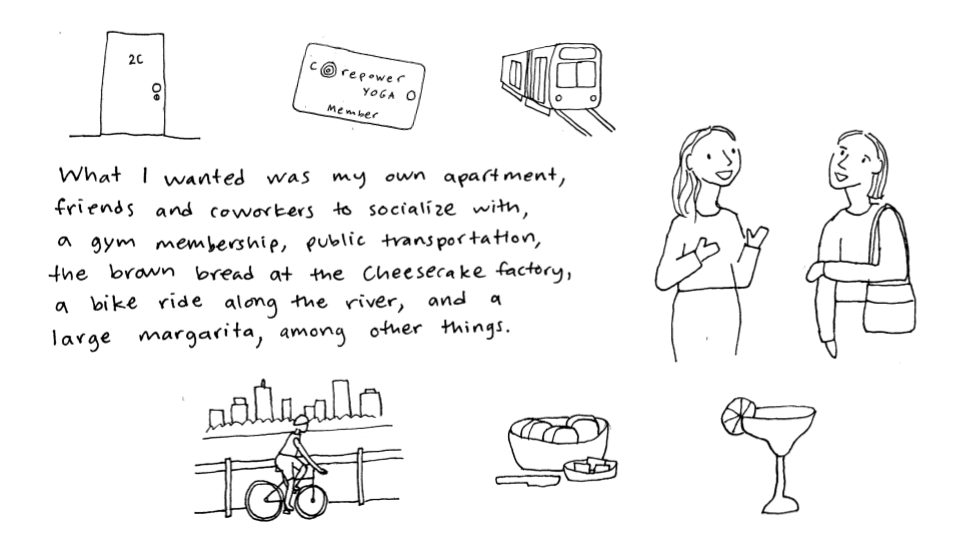 2C
C@repower
YOGA
Member
What I wanted was my own apartment,
friends and coworkers to socialize with,
a gym membership, public transportation,
the brown bread at the Cheesecake factory,
a bike ride along the river, and a
large margarita, among other things.